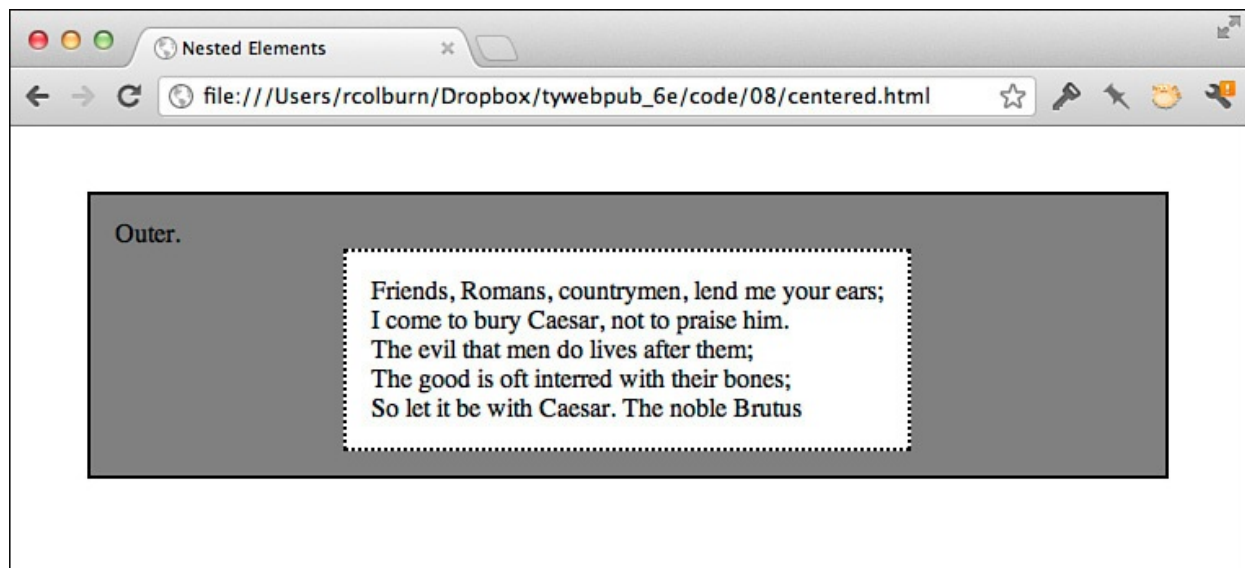 Nested Elements
file:///Users/rcolburn/Dropbox/tywebpub_6e/code/08/centered.html
Outer.
Friends, Romans, countrymen, lend me your ears;
I come to bury Caesar, not to praise him.
The evil that men do lives after them;
The good is oft interred with their bones;
So let it be with Caesar. The noble Brutus